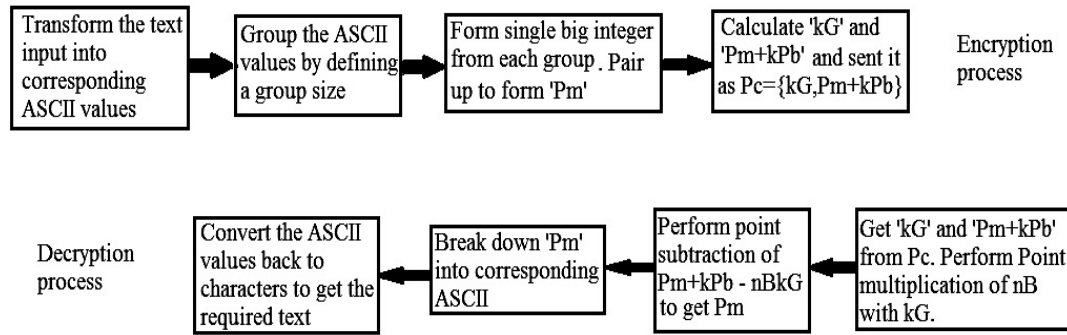 Transform the text
input into
corresponding
ASCII values
Group the ASCII
values by defining
a group size
Form single big integer
from each group . Pair
up to form 'Pm'
Calculate 'kG' and
'Pm+kPb' and sent it
as Pc={kG,Pm+kPb}
Encryption
process
Decryption
process
Convert the ASCII
values back to
characters to get the
required text
Break down 'Pm'
into corresponding
ASCII
Perform point
subtraction of
Pm+kPb - nBkG
to get Pm
Get 'kG' and 'Pm+kPb'
from Pc. Perform Point
multiplication of nB
with kG.